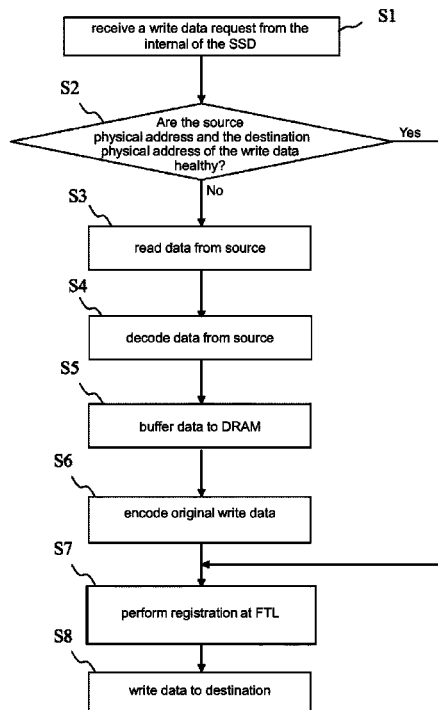 S1
receive a write data request from the
internal of the SSD
S2
Are the source
physical address and the destination
physical address of the write data
healthy?
Yes
No
S3
read data from source
S4
decode data from source
S5
buffer data to DRAM
S6
encode original write data
S7
perform registration at FTL
S8
write data to destination